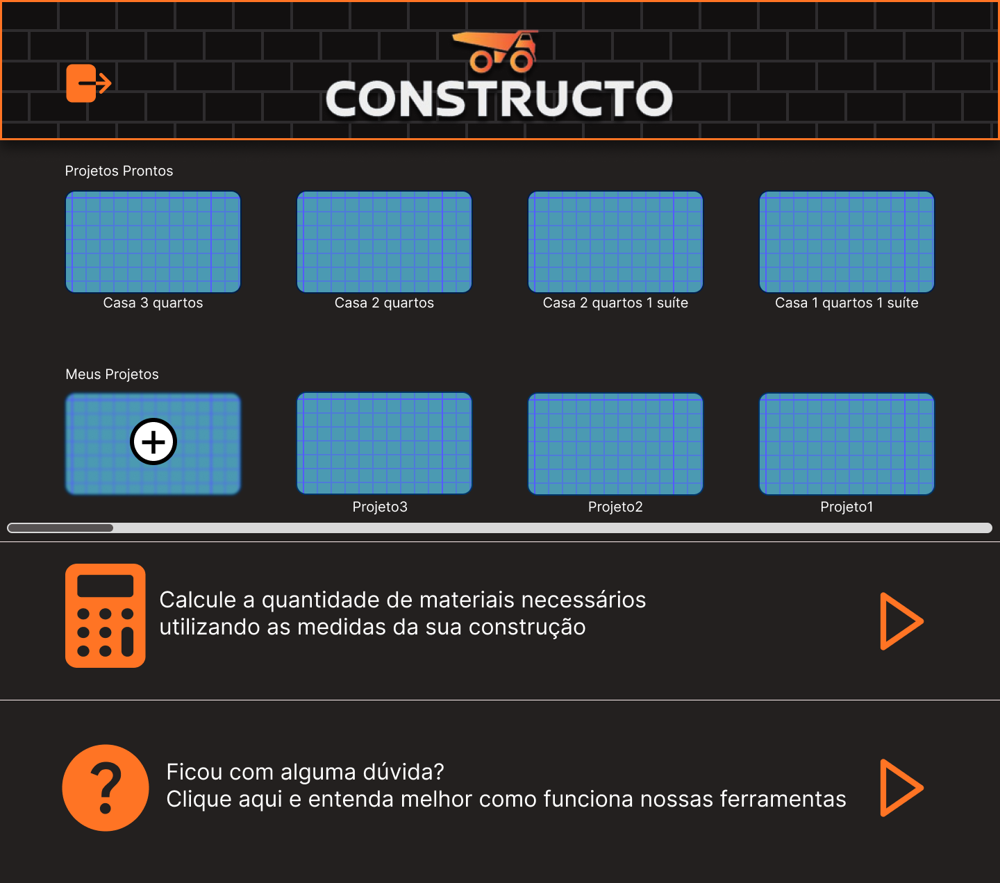 CONSTRUCTO
Projetos Prontos
Casa 3 quartos
Casa 2 quartos
Casa 2 quartos 1 suíte
Casa 1 quartos 1 suíte
Meus Projetos
Projeto3
Projeto2
Projeto1
Calcule a quantidade de materiais necessários
utilizando as medidas da sua construção
Ficou com alguma dúvida?
Clique aqui e entenda melhor como funciona nossas ferramentas